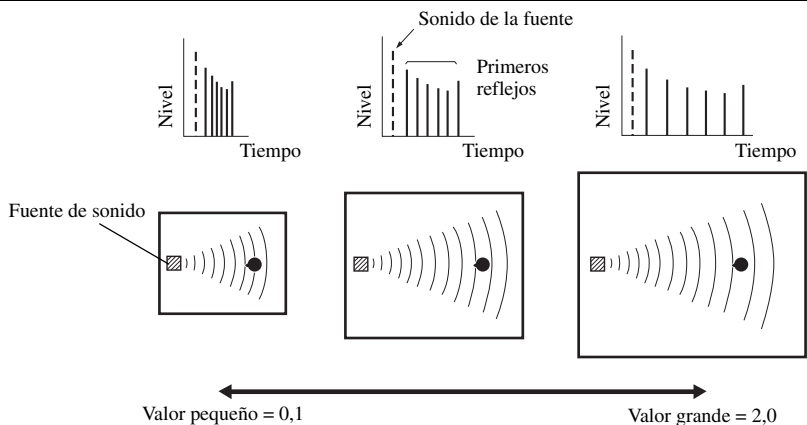 Sonido de la fuente
Nivel
Tiempo
Nivel
Primeros
reflejos
Tiempo
Nivel
Tiempo
Fuente de sonido
Valor pequeño = 0,1
Valor grande = 2,0